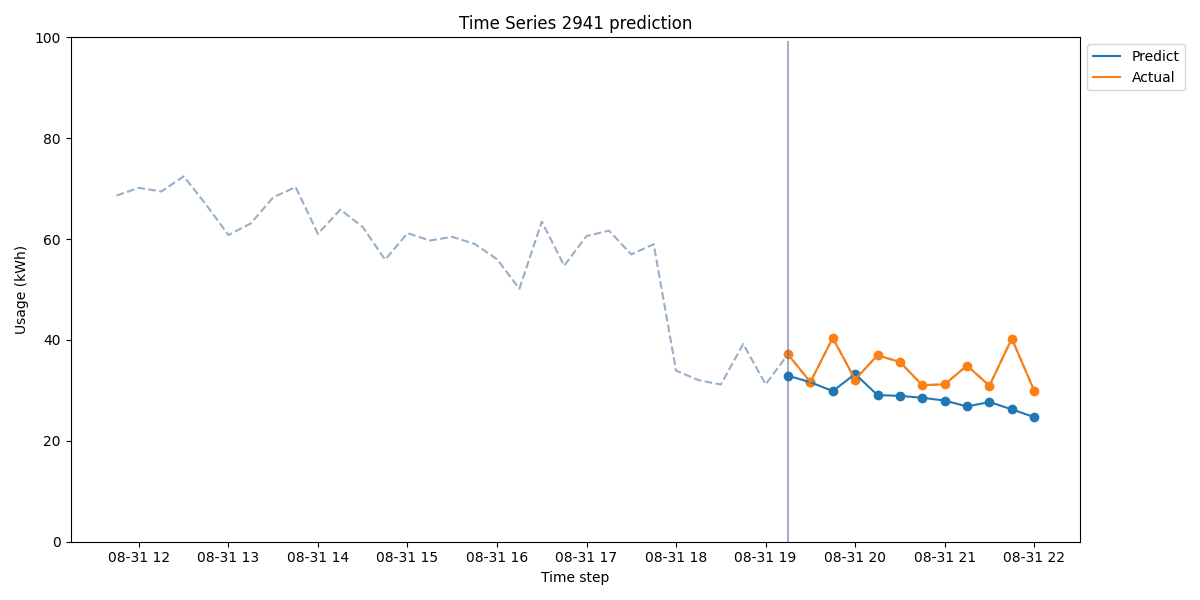 Time Series 2941 prediction
Predict
Actual
Usage (kWh)
100
80
60
40
20
0
08-31 12 08-31 13 08-31 14 08-31 15 08-31 16 08-31 17 08-31 18 08-31 19 08-31 20 08-31 21 08-31 22
Time step